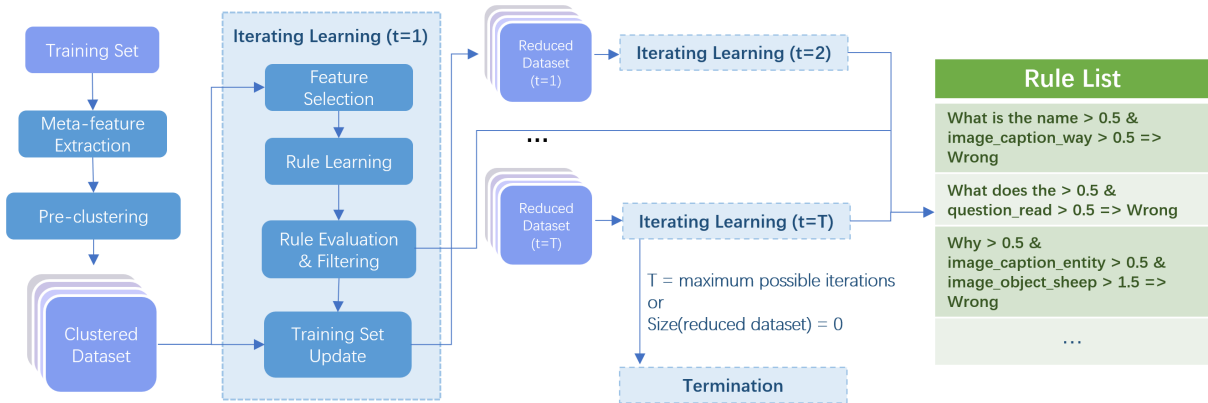 Training Set
Meta-feature
Extraction
Pre-clustering
Clustered
Dataset
Iterating Learning (t=1)
Feature
Selection
Rule Learning
Rule Evaluation
& Filtering
Training Set
Update
Reduced
Dataset
(t=1)
Iterating Learning (t=2)
...
Reduced
Dataset
(t=T)
Iterating Learning (t=T)
T = maximum possible iterations
or
Size(reduced dataset) = 0
Termination
Rule List
What is the name > 0.5 &
image_caption_way > 0.5 =>
Wrong
What does the > 0.5 &
question_read > 0.5 => Wrong
Why > 0.5 &
image_caption_entity > 0.5 &
image_object_sheep > 1.5 =>
Wrong
...